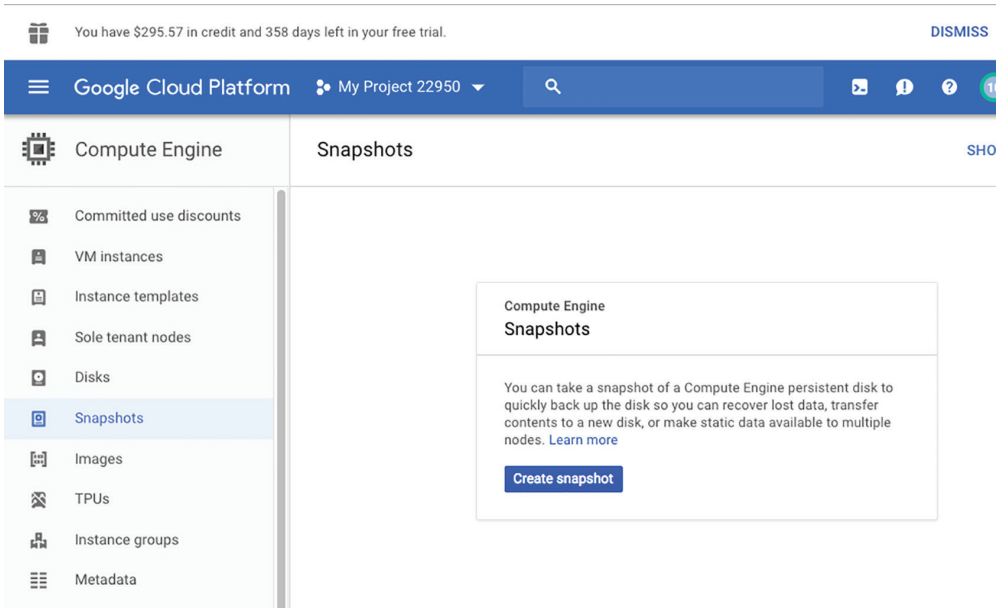 You have $295.57 in credit and 358 days left in your free trial.
DISMISS
Google Cloud Platform
My Project 22950
Compute Engine
Snapshots
SHO
Committed use discounts
VM instances
Instance templates
Sole tenant nodes
Disks
Snapshots
Images
TPUs
Instance groups
Metadata
Compute Engine
Snapshots
You can take a snapshot of a Compute Engine persistent disk to
quickly back up the disk so you can recover lost data, transfer
contents to a new disk, or make static data available to multiple
nodes. Learn more
Create snapshot